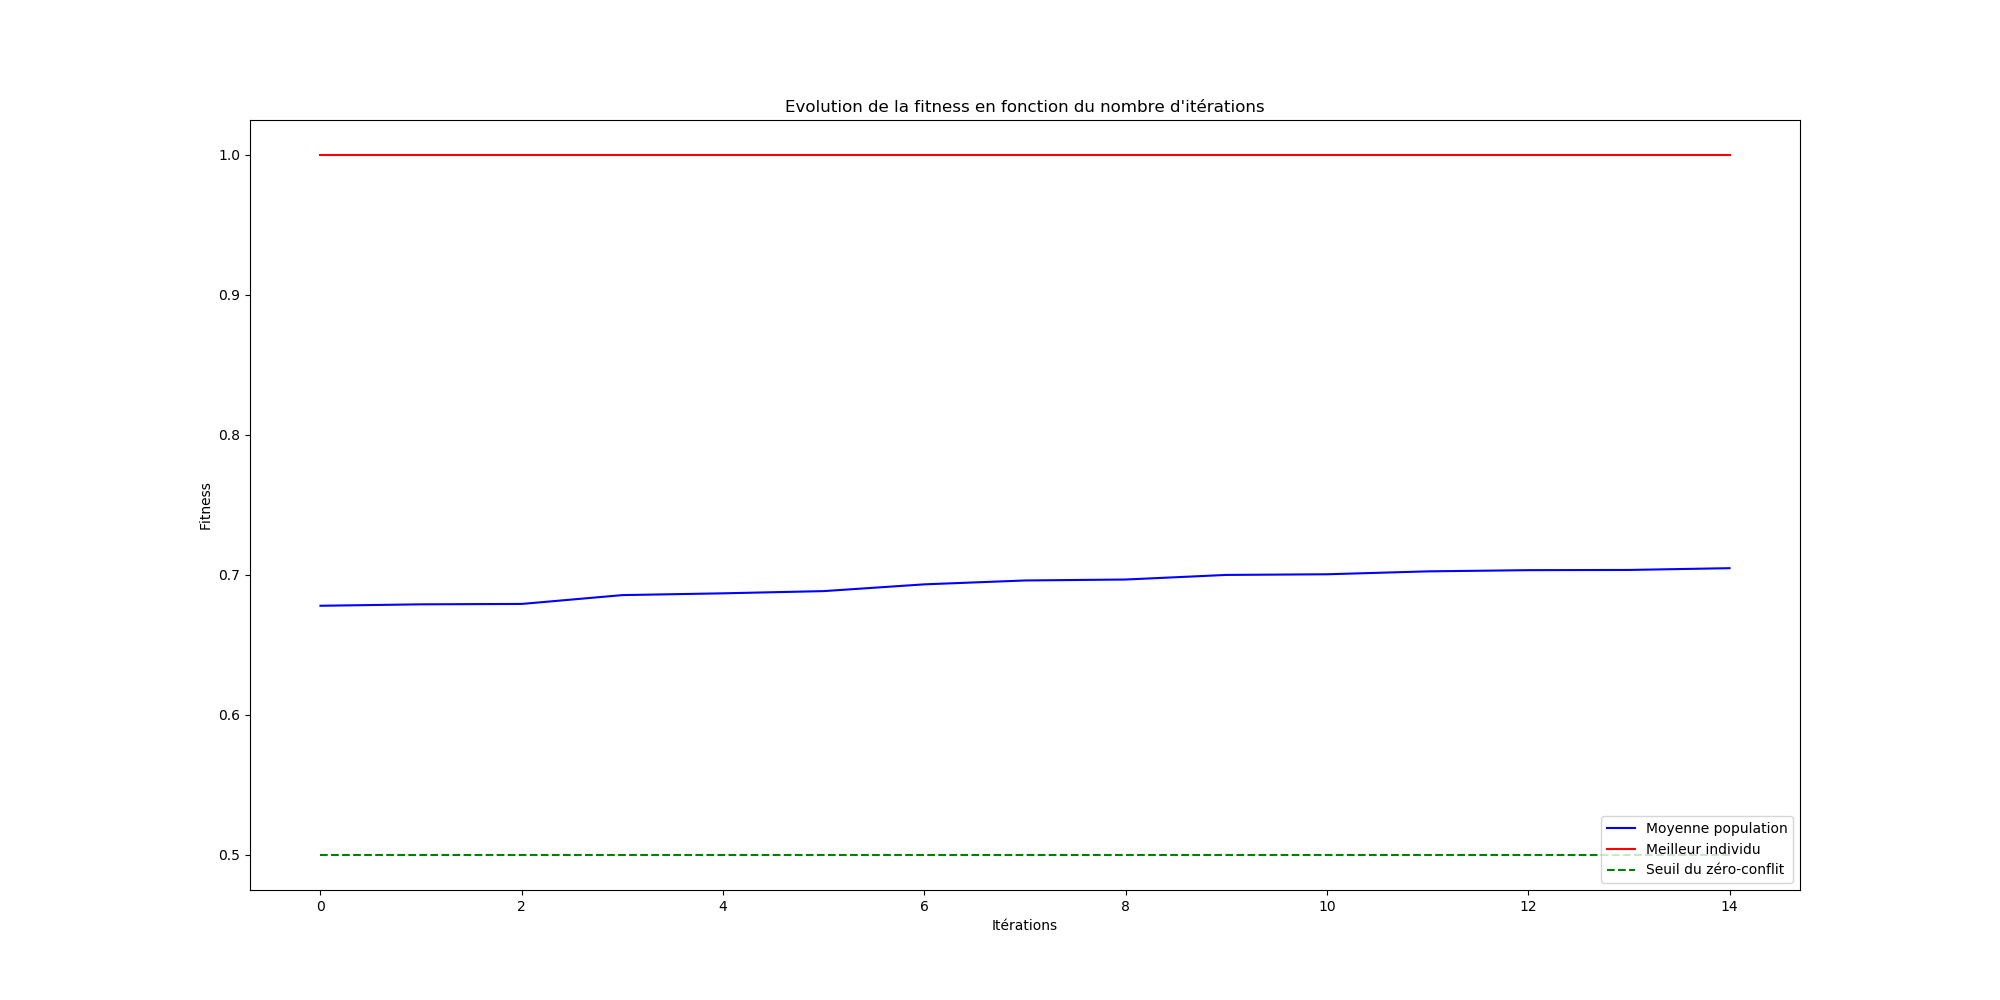 Evolution de la fitness en fonction du nombre d'itérations
1.0
0.9
0.8
0.7
0.6
0.5
Fitness
0 2 4 6 8 10 12 14
Itérations
Moyenne population
Meilleur individu
Seuil du zéro-conflit